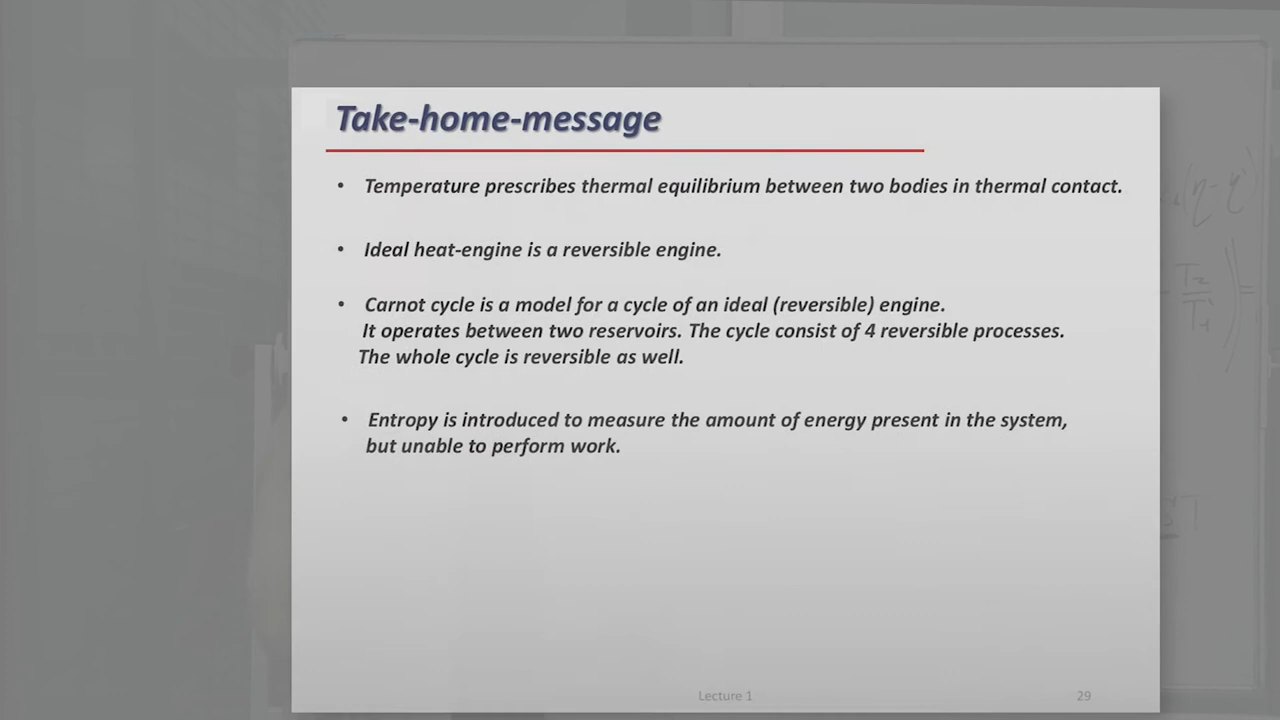 Take-home-message
• Temperature prescribes thermal equilibrium between two bodies in thermal contact.
• Ideal heat-engine is a reversible engine.
• Carnot cycle is a model for a cycle of an ideal (reversible) engine.
It operates between two reservoirs. The cycle consist of 4 reversible processes.
The whole cycle is reversible as well.
• Entropy is introduced to measure the amount of energy present in the system,
but unable to perform work.
Lecture 1
29